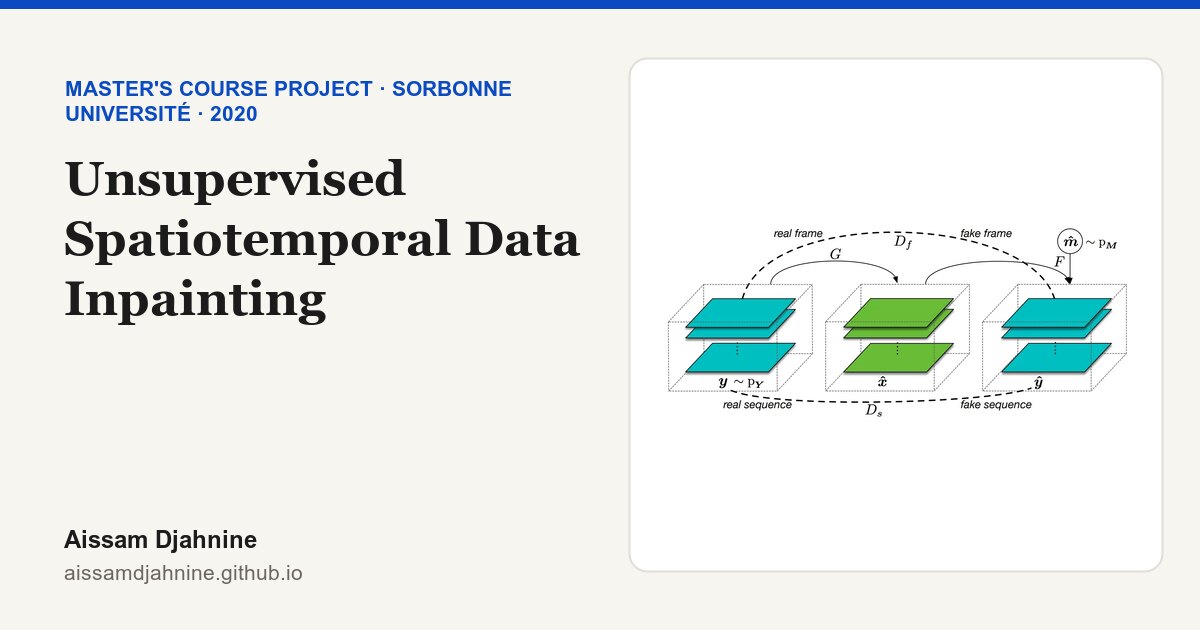 MASTER'S COURSE PROJECT · SORBONNE
UNIVERSITÉ · 2020
Unsupervised
Spatiotemporal Data
Inpainting
Aissam Djahnine
aissamdjahnine.github.io
real frame
D_f
fake frame
m̂ ~ p_M
G
F
y ~ p_Y
x̂
ŷ
real sequence
D_s
fake sequence